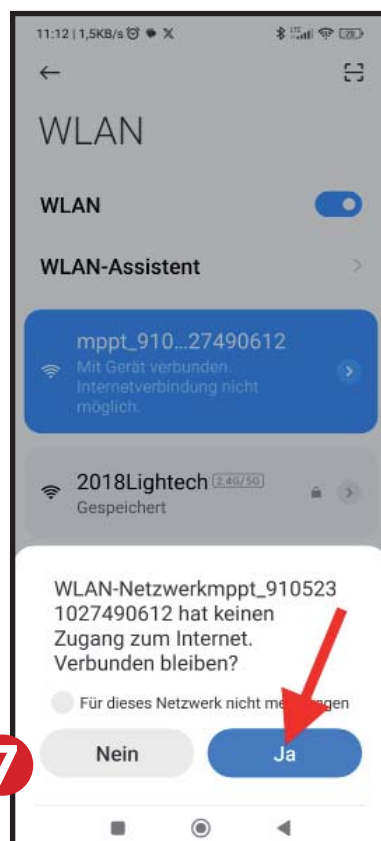 11:12 | 1,5KB/s
WLAN
WLAN
WLAN-Assistent
mppt_910...27490612
Mit Gerät verbunden.
Internetverbindung nicht
möglich.
2018Lightech 2.4G/5G
Gespeichert
WLAN-Netzwerkmppt_910523
1027490612 hat keinen
Zugang zum Internet.
Verbunden bleiben?
Für dieses Netzwerk nicht
Nein
Ja
7